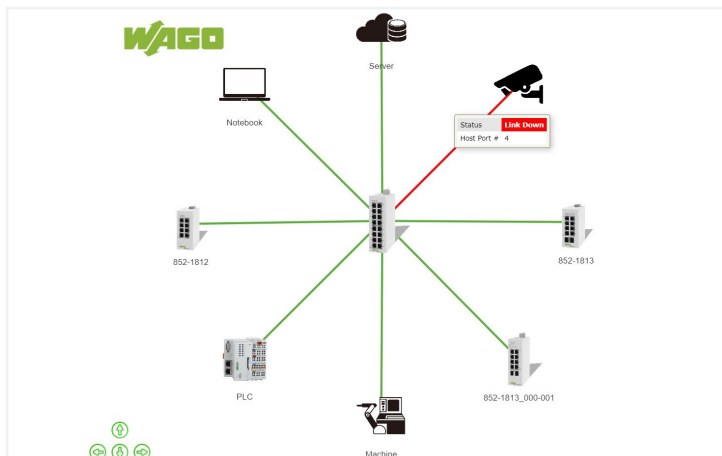 WAGO
Server
Notebook
Status Link Down
Host Port # 4
852-1812
852-1813
PLC
852-1813_000-001
Machine